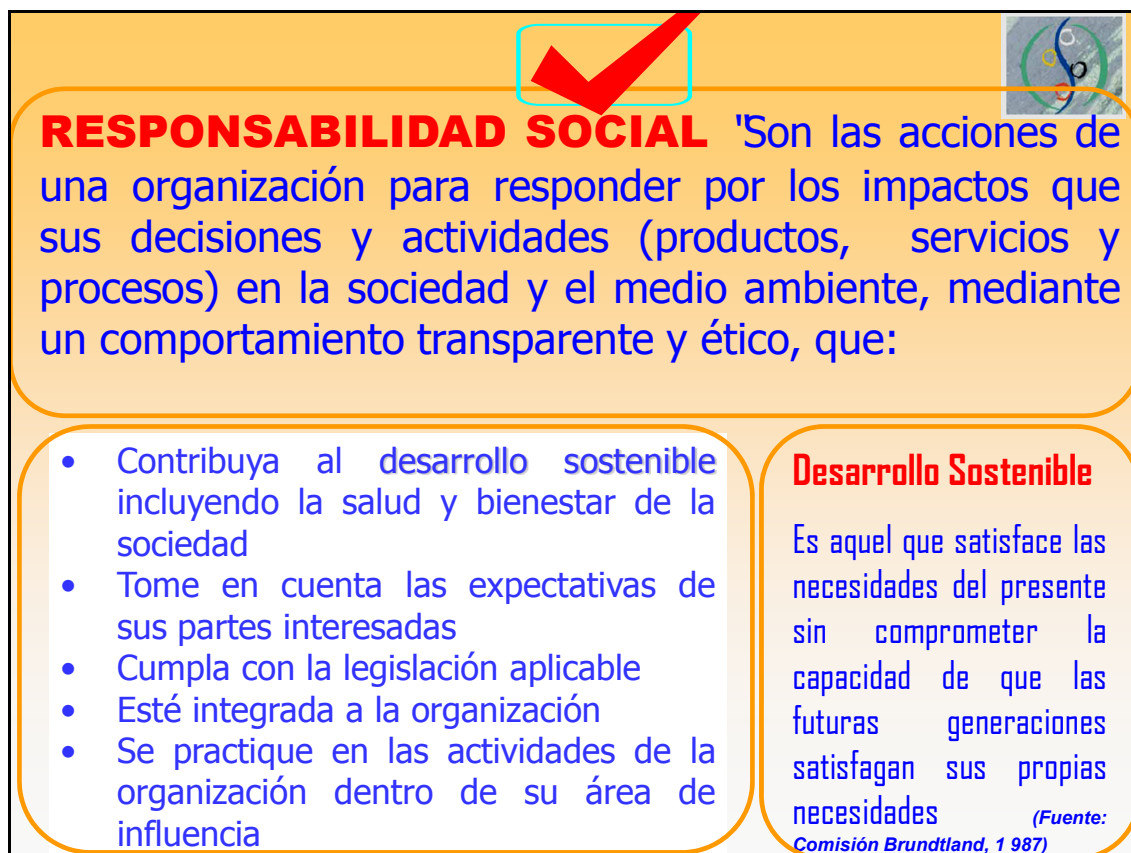 RESPONSABILIDAD SOCIAL "Son las acciones de
una organización para responder por los impactos que
sus decisiones y actividades (productos, servicios y
procesos) en la sociedad y el medio ambiente, mediante
un comportamiento transparente y ético, que:
• Contribuya al desarrollo sostenible
incluyendo la salud y bienestar de la
sociedad
• Tome en cuenta las expectativas de
sus partes interesadas
• Cumpla con la legislación aplicable
• Esté integrada a la organización
• Se practique en las actividades de la
organización dentro de su área de
influencia
Desarrollo Sostenible
Es aquel que satisface las
necesidades del presente
sin comprometer la
capacidad de que las
futuras generaciones
satisfagan sus propias
necesidades (Fuente:
Comisión Brundtland, 1 987)